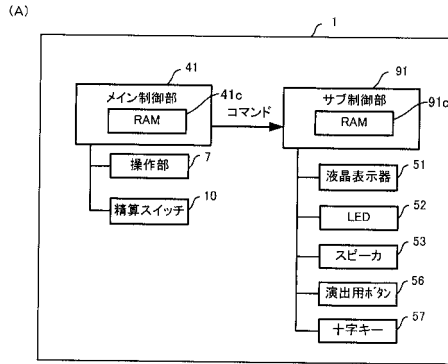 (A)
1
41
91
メイン制御部
サブ制御部
41c
91c
RAM
コマンド
RAM
操作部
7
液晶表示器
51
精算スイッチ
10
LED
52
スピーカ
53
演出用ボタン
56
十字キー
57